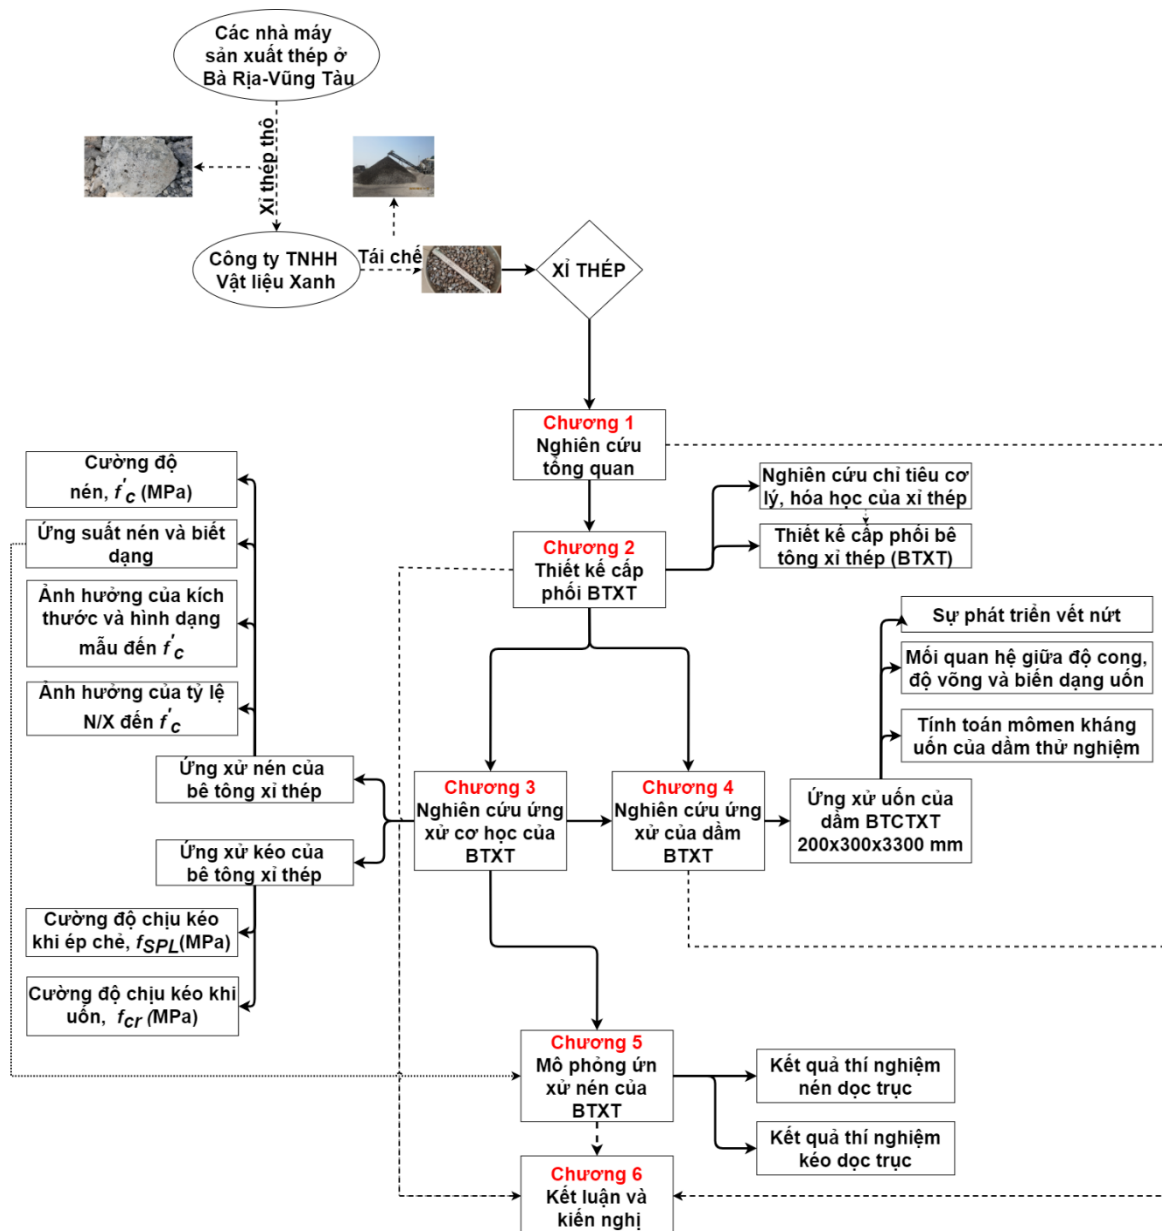 Các nhà máy
sản xuất thép ở
Bà Rịa-Vũng Tàu
Xỉ thép thô
Công ty TNHH
Vật liệu Xanh
Tái chế
XỈ THÉP
Chương 1
Nghiên cứu
tổng quan
Chương 2
Thiết kế cấp
phối BTXT
Nghiên cứu chỉ tiêu cơ
lý, hóa học của xỉ thép
Thiết kế cấp phối bê
tông xỉ thép (BTXT)
Cường độ
nén, f'c (MPa)
Ứng suất nén và biết
dạng
Ảnh hưởng của kích
thước và hình dạng
mẫu đến f'c
Ảnh hưởng của tỷ lệ
N/X đến f'c
Ứng xử nén của
bê tông xỉ thép
Ứng xử kéo của
bê tông xỉ thép
Cường độ chịu kéo
khi ép chẻ, fSPL(MPa)
Cường độ chịu kéo khi
uốn, fcr (MPa)
Chương 3
Nghiên cứu ứng
xử cơ học của
BTXT
Chương 4
Nghiên cứu ứng
xử của dầm
BTXT
Ứng xử uốn của
dầm BTCTXT
200x300x3300 mm
Sự phát triển vết nứt
Mối quan hệ giữa độ cong,
độ võng và biến dạng uốn
Tính toán mômen kháng
uốn của dầm thử nghiệm
Chương 5
Mô phỏng ứn
xử nén của
BTXT
Kết quả thí nghiệm
nén dọc trục
Kết quả thí nghiệm
kéo dọc trục
Chương 6
Kết luận và
kiến nghị